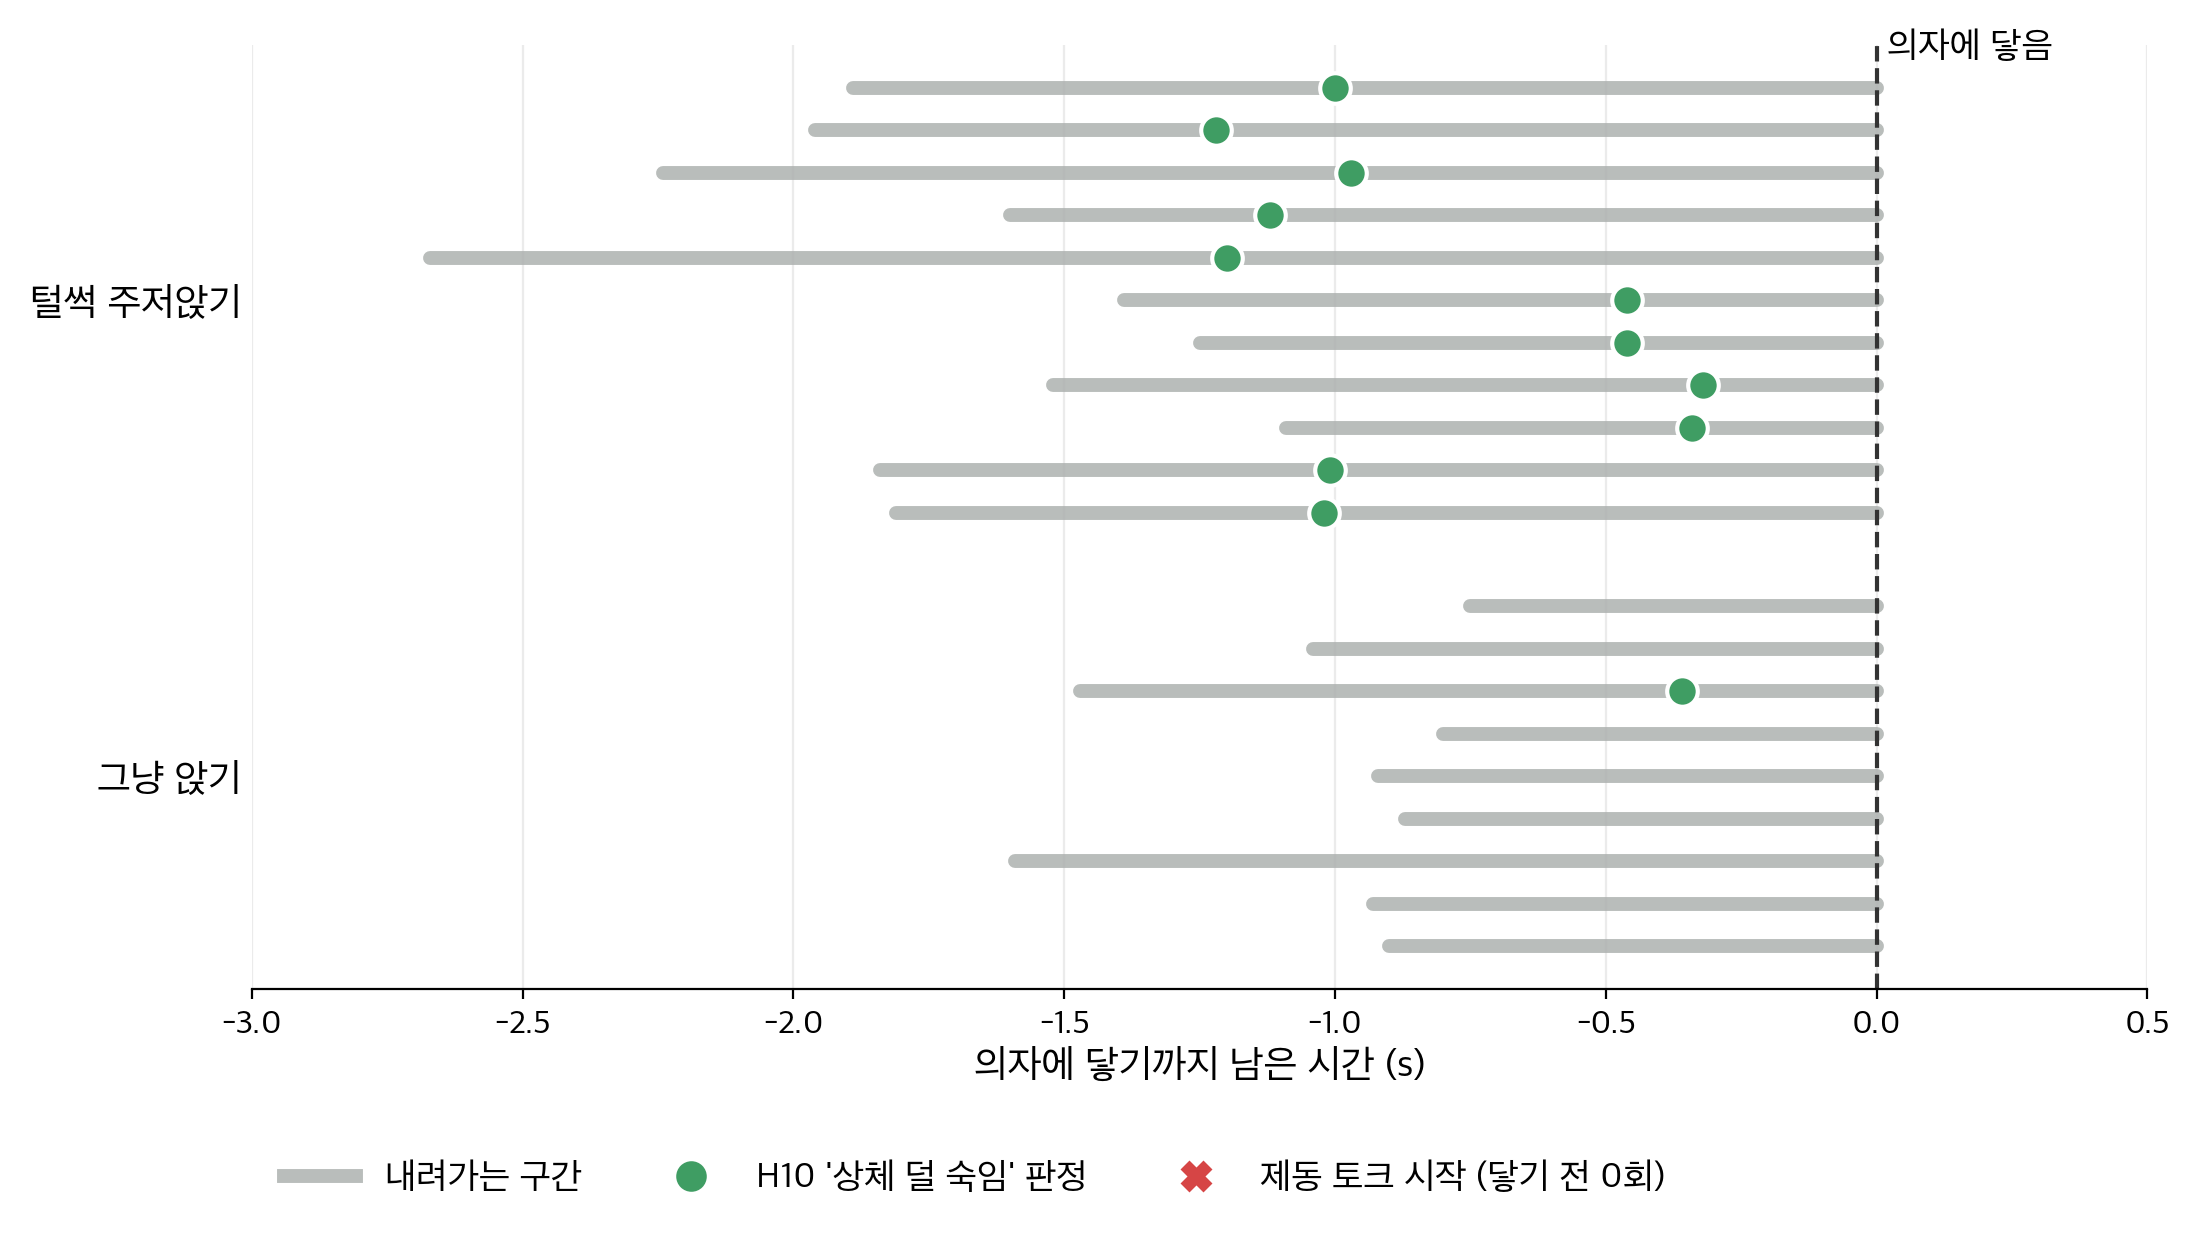 의자에 닿음
털썩 주저앉기
그냥 앉기
-3.0 -2.5 -2.0 -1.5 -1.0 -0.5 0.0 0.5
의자에 닿기까지 남은 시간 (s)
내려가는 구간 H10 '상체 덜 숙임' 판정 제동 토크 시작 (닿기 전 0회)